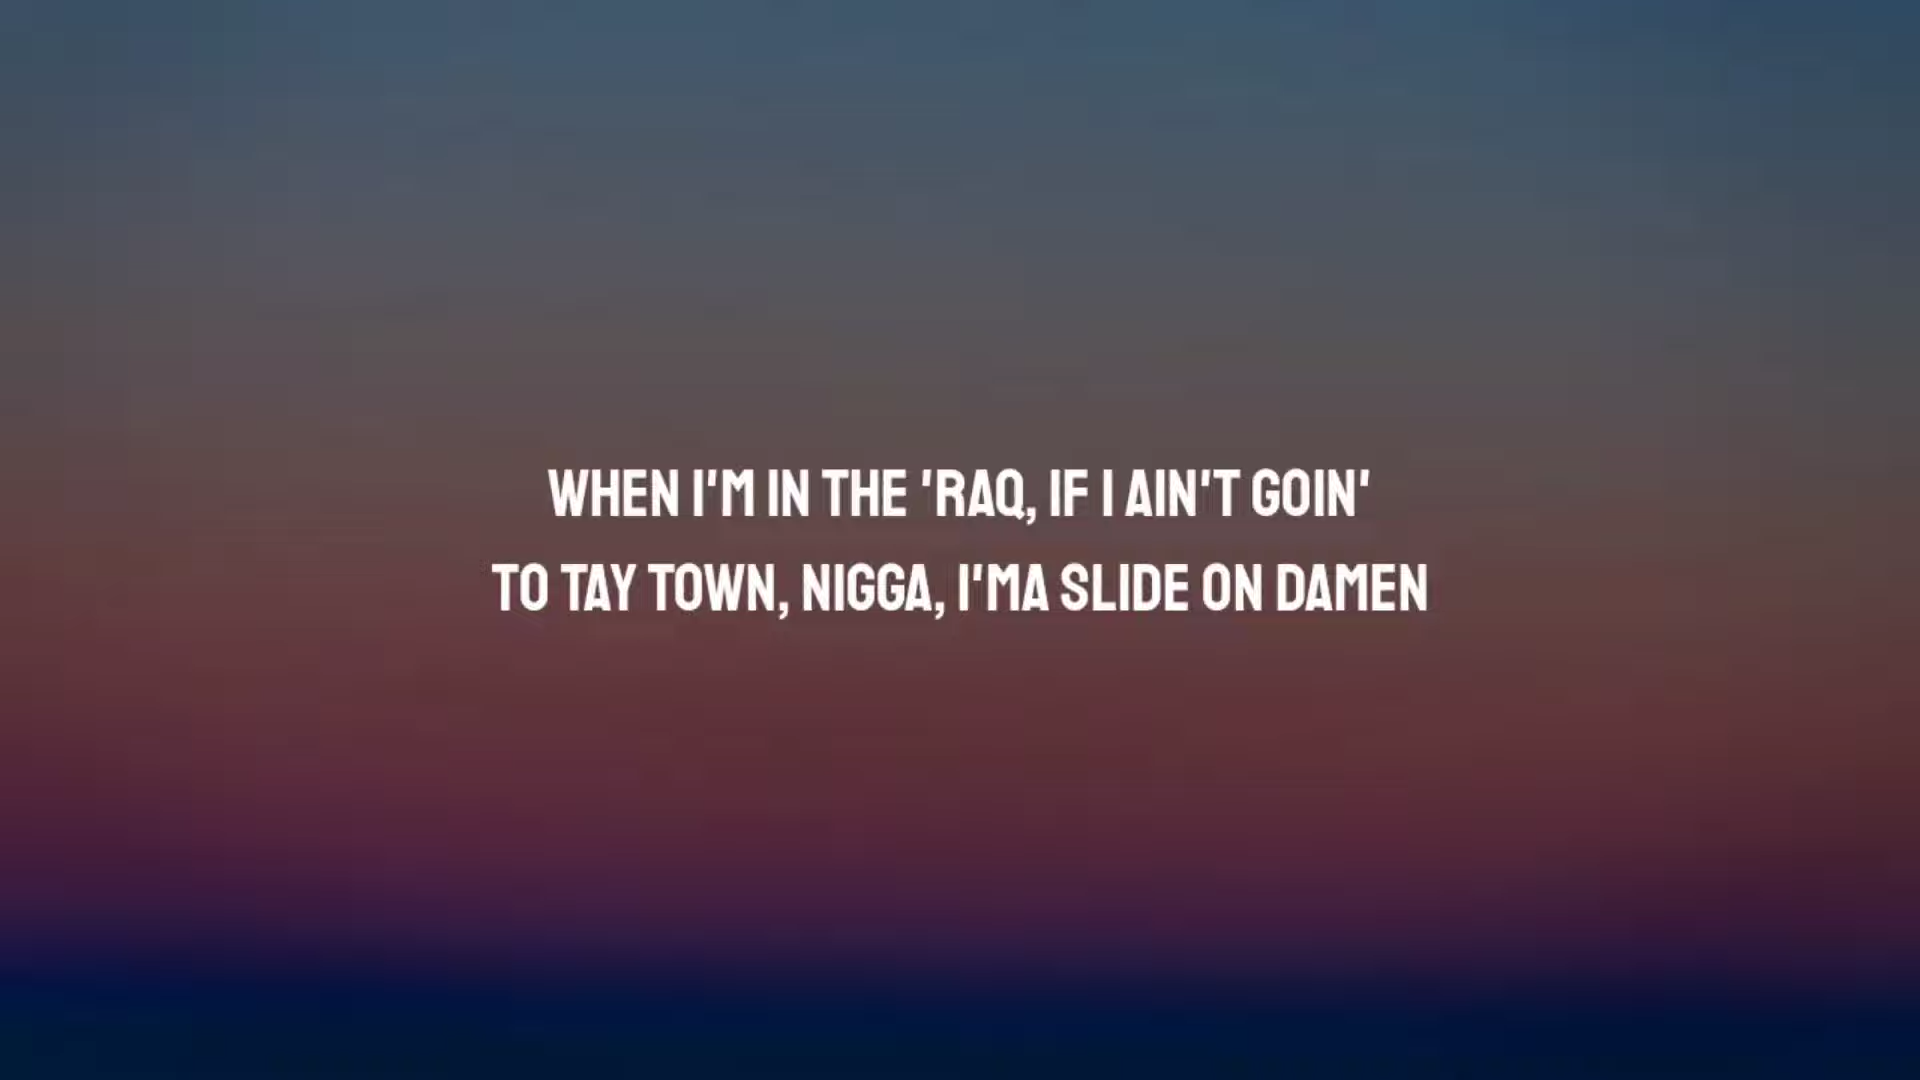 WHEN I'M IN THE 'RAQ, IF I AIN'T GOIN'
TO TAY TOWN, NIGGA, I'MA SLIDE ON DAMEN